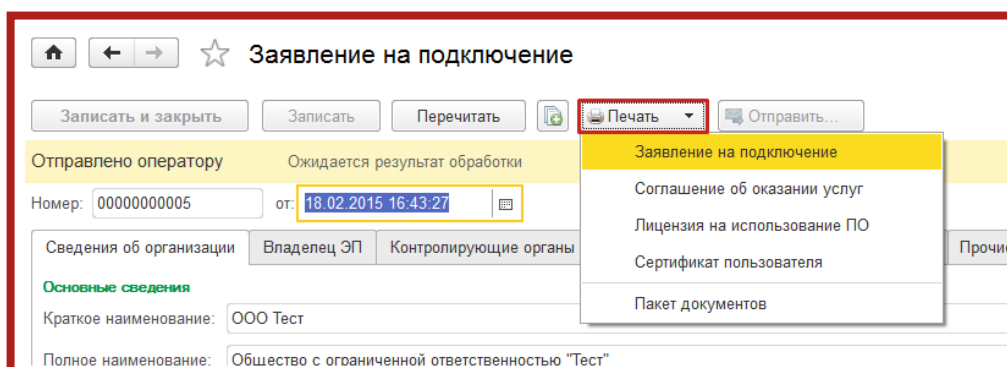 Заявление на подключение
Записать и закрыть Записать Перечитать Печать Отправить...
Отправлено оператору Ожидается результат обработки
Заявление на подключение
Соглашение об оказании услуг
Лицензия на использование ПО
Сертификат пользователя
Пакет документов
Номер: 00000000005 от: 18.02.2015 16:43:27
Сведения об организации Владелец ЭП Контролирующие органы
Основные сведения
Краткое наименование: ООО Тест
Полное наименование: Общество с ограниченной ответственностью "Тест"